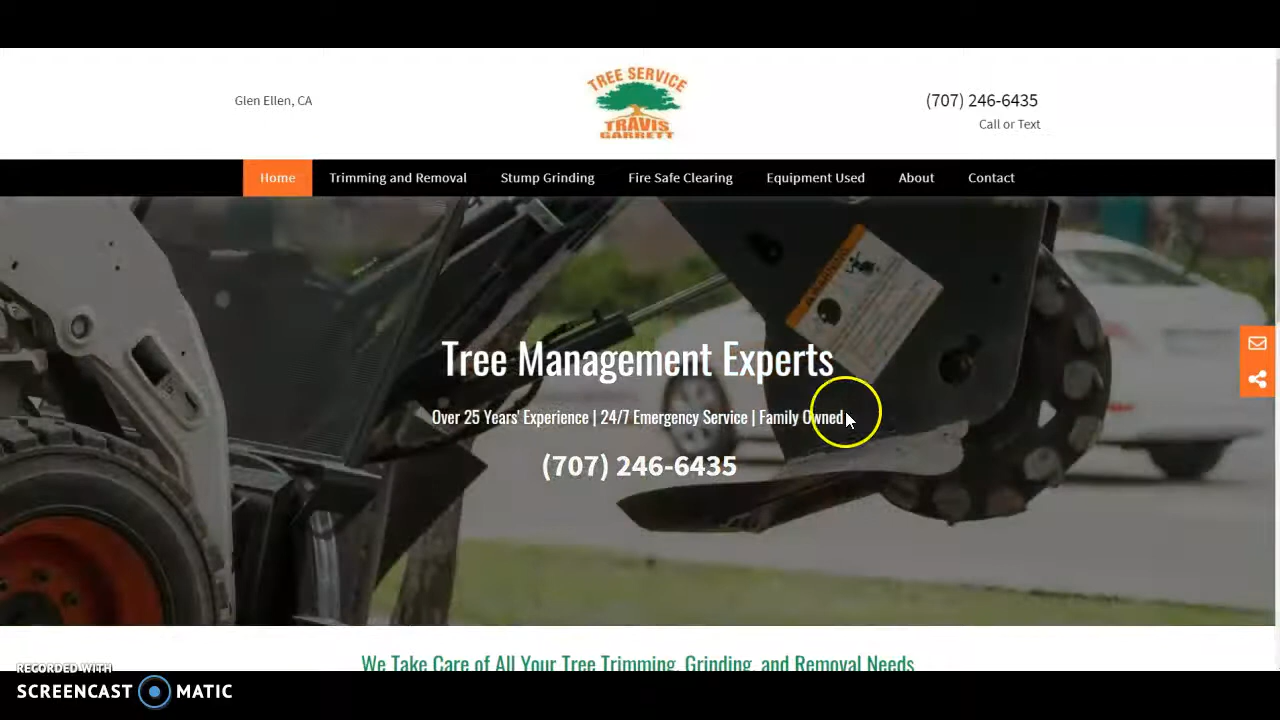 Glen Ellen, CA
TREE SERVICE
TRAVIS
GARRETT
(707) 246-6435
Call or Text
Home Trimming and Removal Stump Grinding Fire Safe Clearing Equipment Used About Contact
WARNING
Tree Management Experts
Over 25 Years' Experience | 24/7 Emergency Service | Family Owned
(707) 246-6435
We Take Care of All Your Tree Trimming, Grinding, and Removal Needs
RECORDED WITH
SCREENCAST MATIC